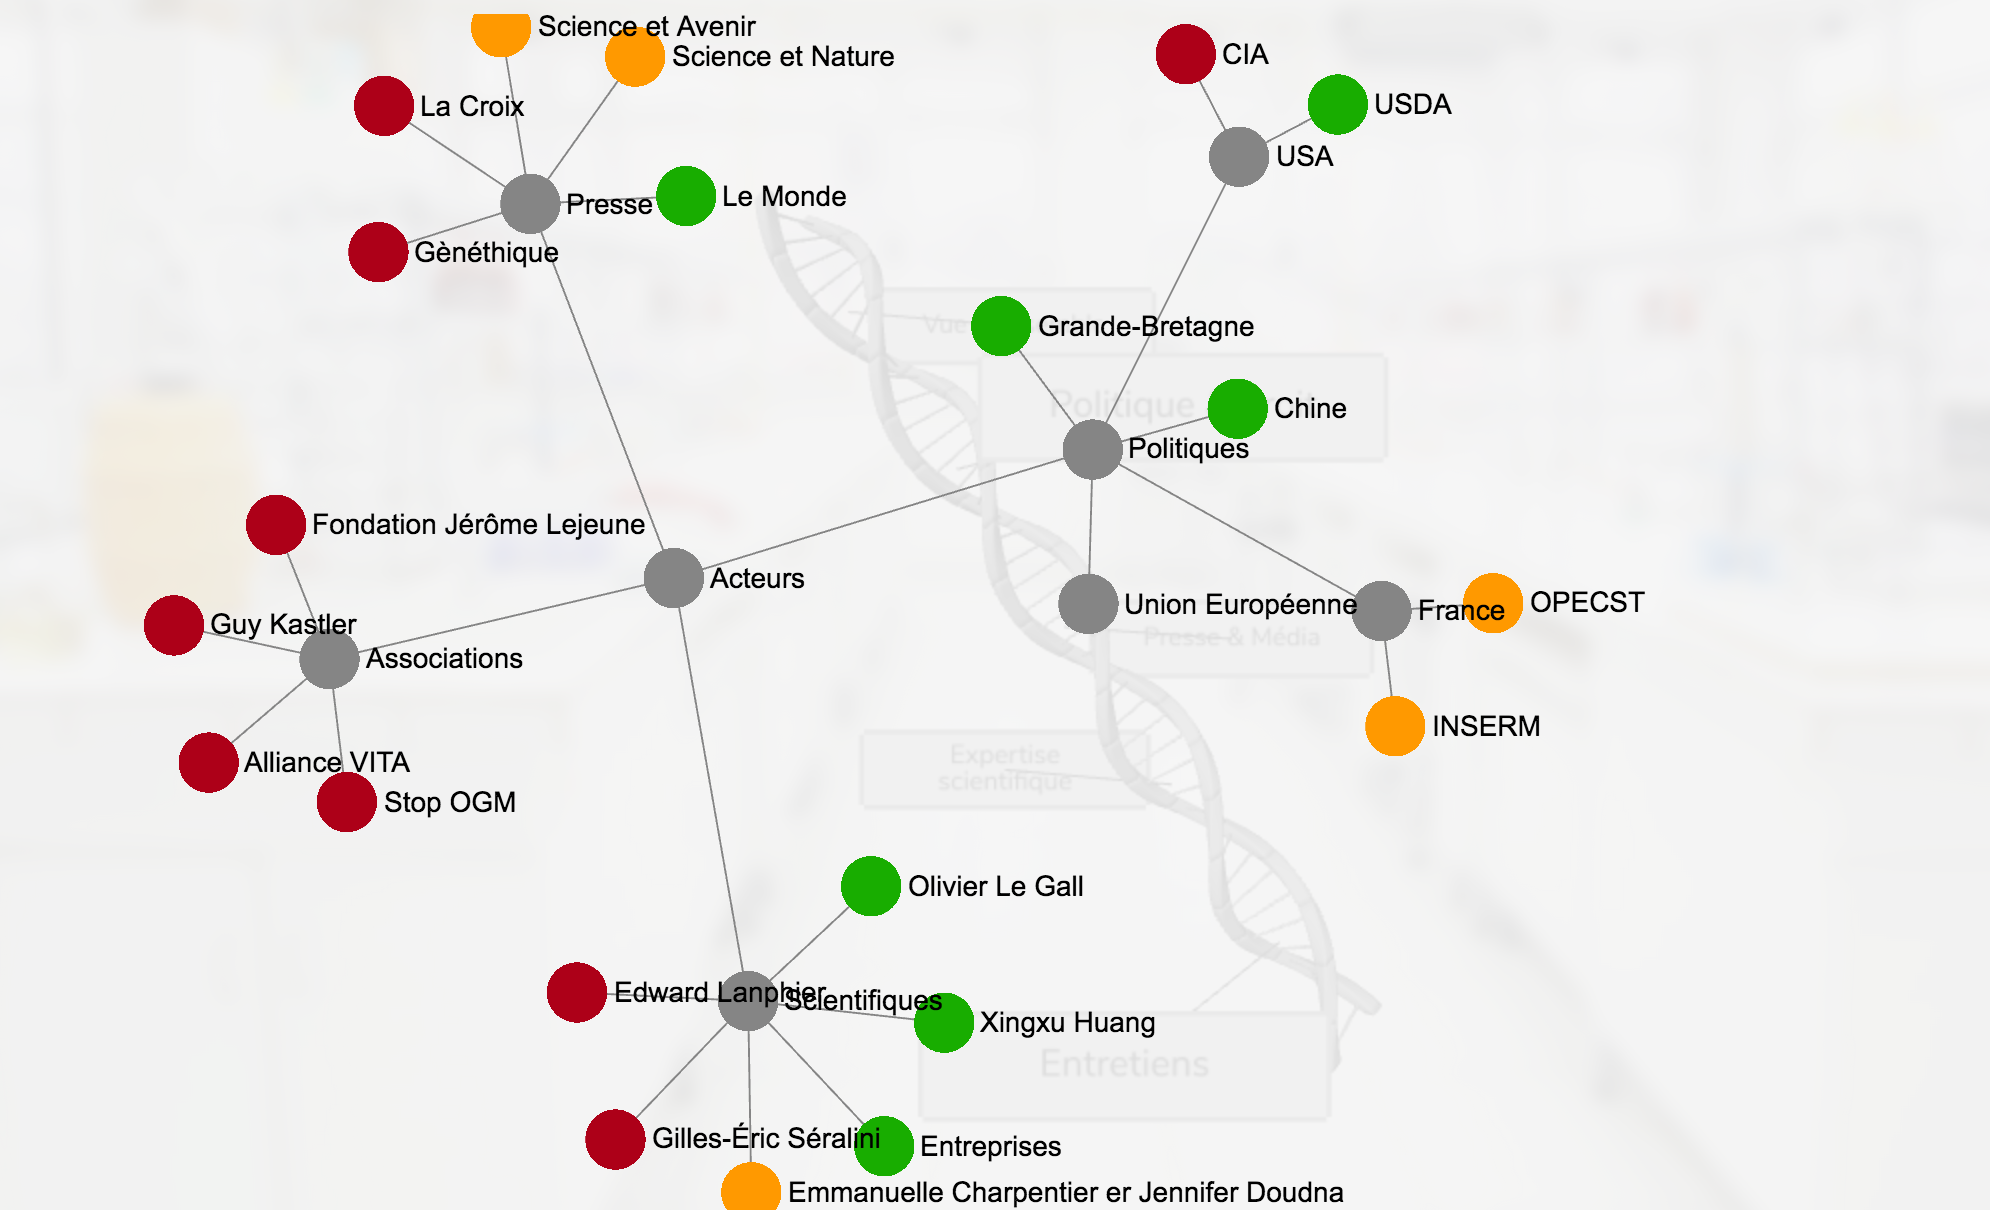 Science et Avenir
Science et Nature
CIA
La Croix
USDA
USA
Presse
Le Monde
Gènéthique
Vue
Grande-Bretagne
Politique
Chine
Politiques
Fondation Jérôme Lejeune
Acteurs
Union Européenne
France
OPECST
Presse & Média
Guy Kastler
Associations
INSERM
Alliance VITA
Expertise
scientifique
Stop OGM
Olivier Le Gall
Edward Lanphier
Scientifiques
Xingxu Huang
Entretiens
Gilles-Éric Séralini
Entreprises
Emmanuelle Charpentier er Jennifer Doudna